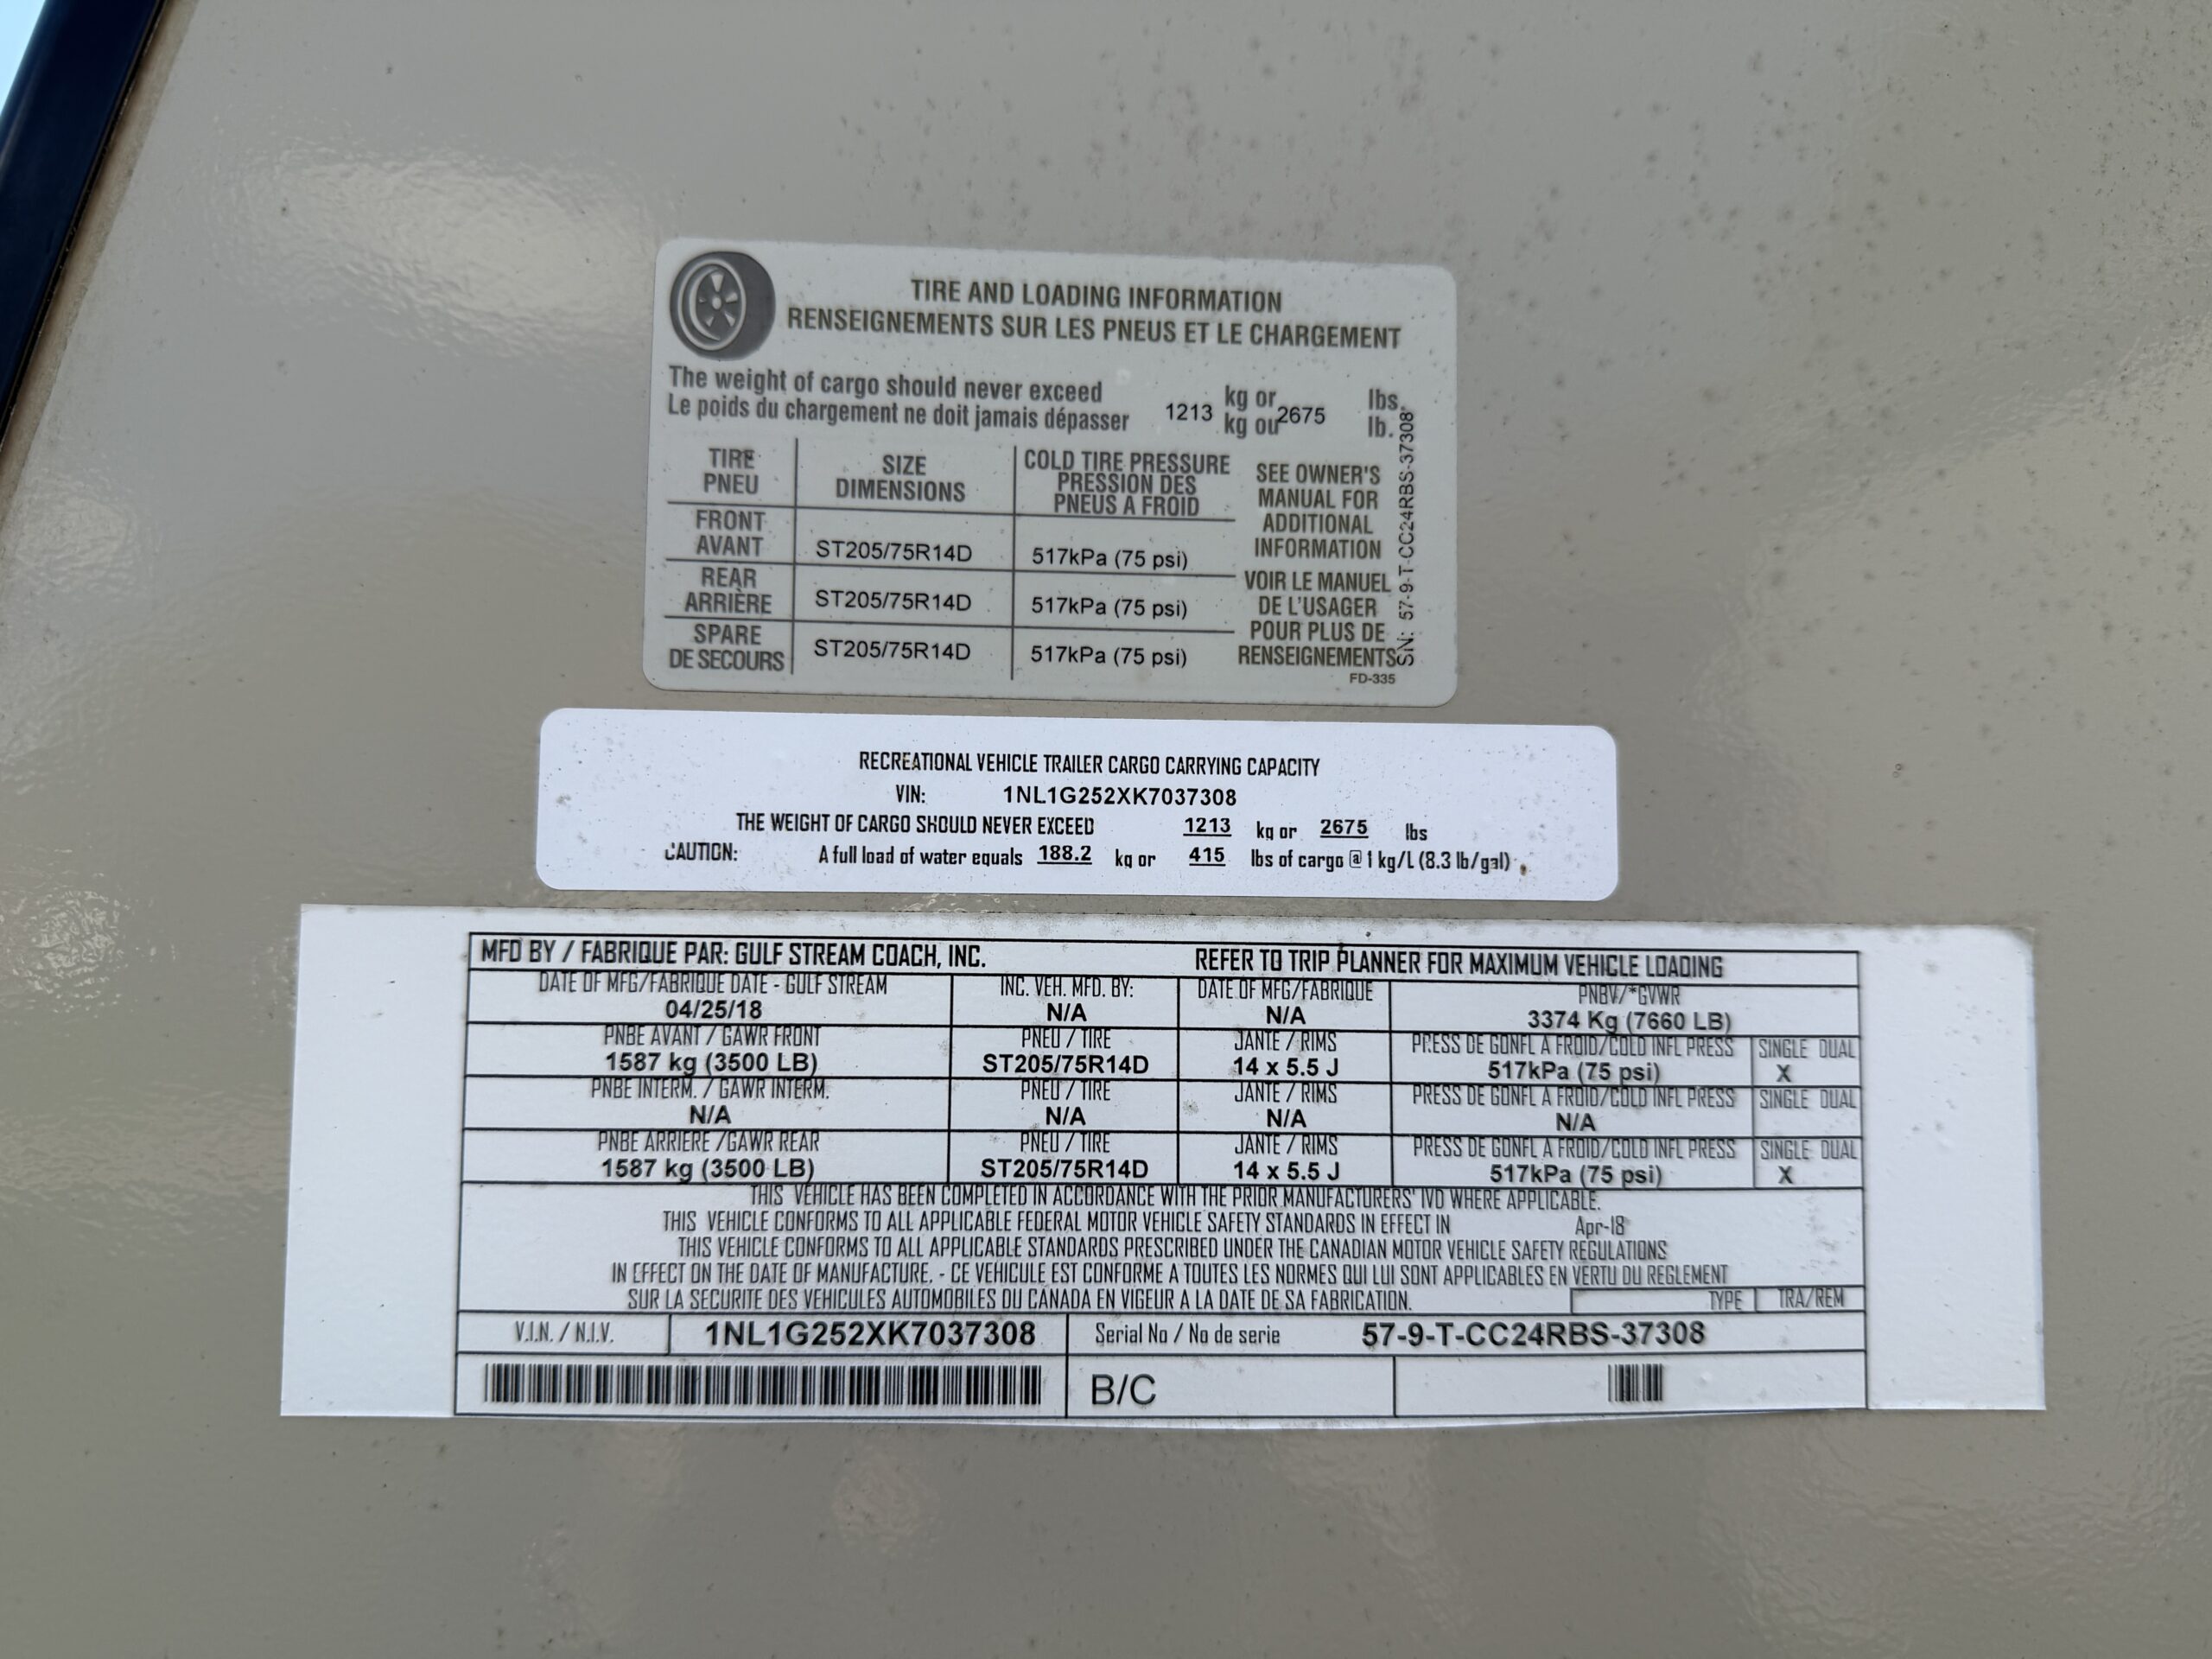 TIRE AND LOADING INFORMATION
RENSEIGNEMENTS SUR LES PNEUS ET LE CHARGEMENT
The weight of cargo should never exceed
Le poids du chargement ne doit jamais dépasser
1213 kg or 2675 lbs.
kg ou lb.
TIRE SIZE COLD TIRE PRESSURE
PNEU DIMENSIONS PRESSION DES
PNEUS A FROID
FRONT
AVANT ST205/75R14D 517kPa (75 psi)
REAR
ARRIÈRE ST205/75R14D 517kPa (75 psi)
SPARE
DE SECOURS ST205/75R14D 517kPa (75 psi)
SEE OWNER'S
MANUAL FOR
ADDITIONAL
INFORMATION
VOIR LE MANUEL
DE L'USAGER
POUR PLUS DE
RENSEIGNEMENTS
FD-335
SN: 57-9-T-CC24RBS-37308
RECREATIONAL VEHICLE TRAILER CARGO CARRYING CAPACITY
VIN: 1NL1G252XK7037308
THE WEIGHT OF CARGO SHOULD NEVER EXCEED 1213 kg or 2675 lbs
CAUTION: A full load of water equals 188.2 kg or 415 lbs of cargo @ 1 kg/L (8.3 lb/gal)
MFD BY / FABRIQUE PAR: GULF STREAM COACH, INC. REFER TO TRIP PLANNER FOR MAXIMUM VEHICLE LOADING
DATE OF MFG/FABRIQUE DATE - GULF STREAM INC. VEH. MFD. BY: DATE OF MFG/FABRIQUE PNBV/*GVWR
04/25/18 N/A N/A 3374 Kg (7660 LB)
PNBE AVANT / GAWR FRONT PNEU / TIRE JANTE / RIMS PRESS DE GONFL A FROID/COLD INFL PRESS SINGLE DUAL
1587 kg (3500 LB) ST205/75R14D 14 x 5.5 J 517kPa (75 psi) X
PNBE INTERM. / GAWR INTERM. PNEU / TIRE JANTE / RIMS PRESS DE GONFL A FROID/COLD INFL PRESS SINGLE DUAL
N/A N/A N/A N/A
PNBE ARRIERE /GAWR REAR PNEU / TIRE JANTE / RIMS PRESS DE GONFL A FROID/COLD INFL PRESS SINGLE DUAL
1587 kg (3500 LB) ST205/75R14D 14 x 5.5 J 517kPa (75 psi) X
THIS VEHICLE HAS BEEN COMPLETED IN ACCORDANCE WITH THE PRIOR MANUFACTURERS' IVD WHERE APPLICABLE.
THIS VEHICLE CONFORMS TO ALL APPLICABLE FEDERAL MOTOR VEHICLE SAFETY STANDARDS IN EFFECT IN Apr-18
THIS VEHICLE CONFORMS TO ALL APPLICABLE STANDARDS PRESCRIBED UNDER THE CANADIAN MOTOR VEHICLE SAFETY REGULATIONS
IN EFFECT ON THE DATE OF MANUFACTURE. - CE VEHICULE EST CONFORME A TOUTES LES NORMES QUI LUI SONT APPLICABLES EN VERTU DU REGLEMENT
SUR LA SECURITE DES VEHICULES AUTOMOBILES DU CANADA EN VIGEUR A LA DATE DE SA FABRICATION. TYPE TRA/REM
V.I.N. / N.I.V. 1NL1G252XK7037308 Serial No / No de serie 57-9-T-CC24RBS-37308
B/C